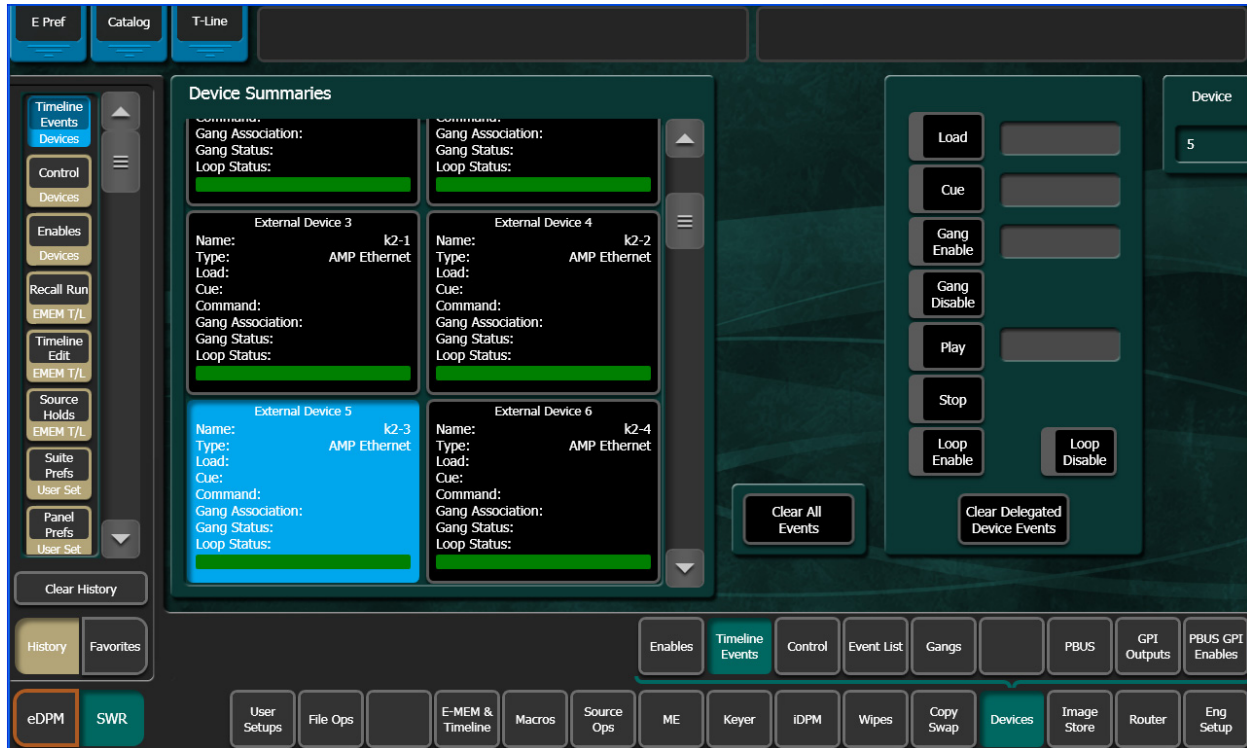 E Pref
Catalog
T-Line
Timeline
Events
Devices
Control
Devices
Enables
Devices
Recall Run
EMEM T/L
Timeline
Edit
EMEM T/L
Source
Holds
EMEM T/L
Suite
Prefs
User Set
Panel
Prefs
User Set
Clear History
History
Favorites
Device Summaries
Command:
Gang Association:
Gang Status:
Loop Status:
Command:
Gang Association:
Gang Status:
Loop Status:
External Device 3
Name: k2-1
Type: AMP Ethernet
Load:
Cue:
Command:
Gang Association:
Gang Status:
Loop Status:
External Device 4
Name: k2-2
Type: AMP Ethernet
Load:
Cue:
Command:
Gang Association:
Gang Status:
Loop Status:
External Device 5
Name: k2-3
Type: AMP Ethernet
Load:
Cue:
Command:
Gang Association:
Gang Status:
Loop Status:
External Device 6
Name: k2-4
Type: AMP Ethernet
Load:
Cue:
Command:
Gang Association:
Gang Status:
Loop Status:
Clear All
Events
Load
Cue
Gang
Enable
Gang
Disable
Play
Stop
Loop
Enable
Loop
Disable
Clear Delegated
Device Events
Device
5
Enables
Timeline
Events
Control
Event List
Gangs
PBUS
GPI
Outputs
PBUS GPI
Enables
eDPM
SWR
User
Setups
File Ops
E-MEM &
Timeline
Macros
Source
Ops
ME
Keyer
iDPM
Wipes
Copy
Swap
Devices
Image
Store
Router
Eng
Setup